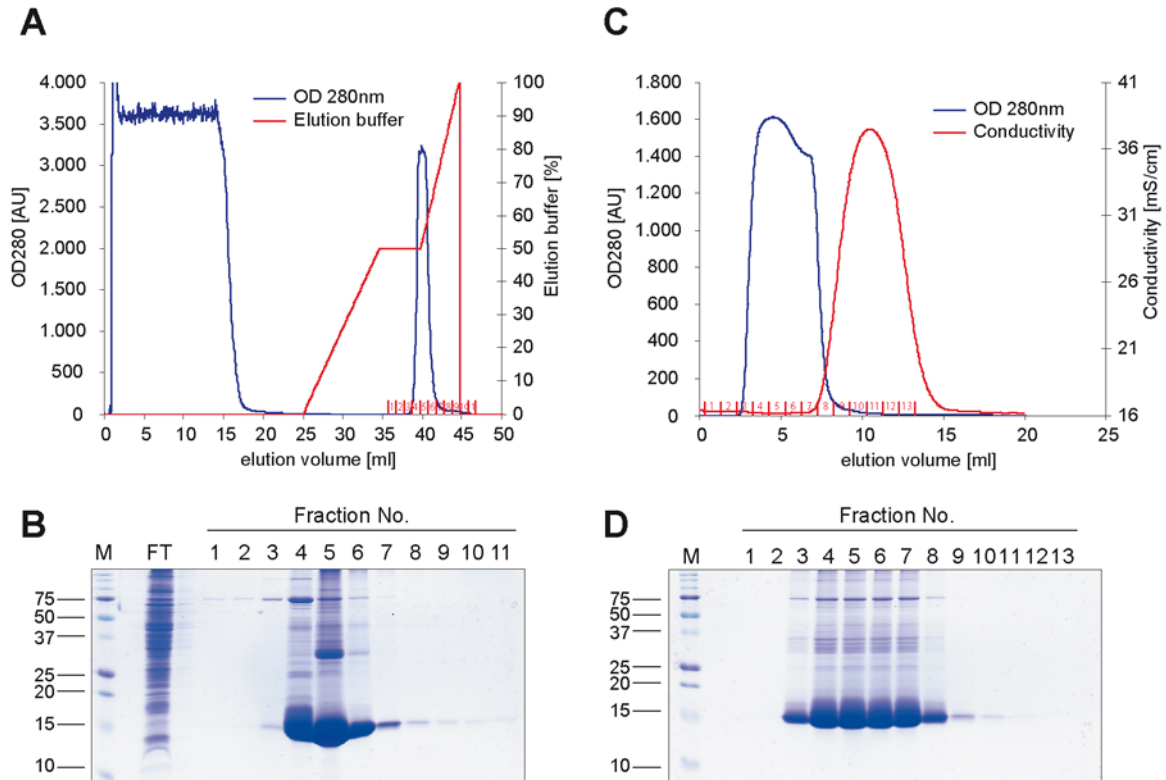 A
OD 280nm
Elution buffer
4.000
3.500
3.000
2.500
2.000
1.500
1.000
500
0
OD280 [AU]
100
90
80
70
60
50
40
30
20
10
0
Elution buffer [%]
1 2 3 4 5 6
0 5 10 15 20 25 30 35 40 45 50
elution volume [ml]
C
OD 280nm
Conductivity
1.800
1.600
1.400
1.200
1.000
800
600
400
200
0
OD280 [AU]
41
36
31
26
21
16
Conductivity [mS/cm]
1 2 3 4 5 6 7 8 9 10 11 12 13
0 5 10 15 20 25
elution volume [ml]
B
Fraction No.
M FT 1 2 3 4 5 6 7 8 9 10 11
75
50
37
25
20
15
10
D
Fraction No.
M 1 2 3 4 5 6 7 8 9 10 11 12 13
75
50
37
25
20
15
10